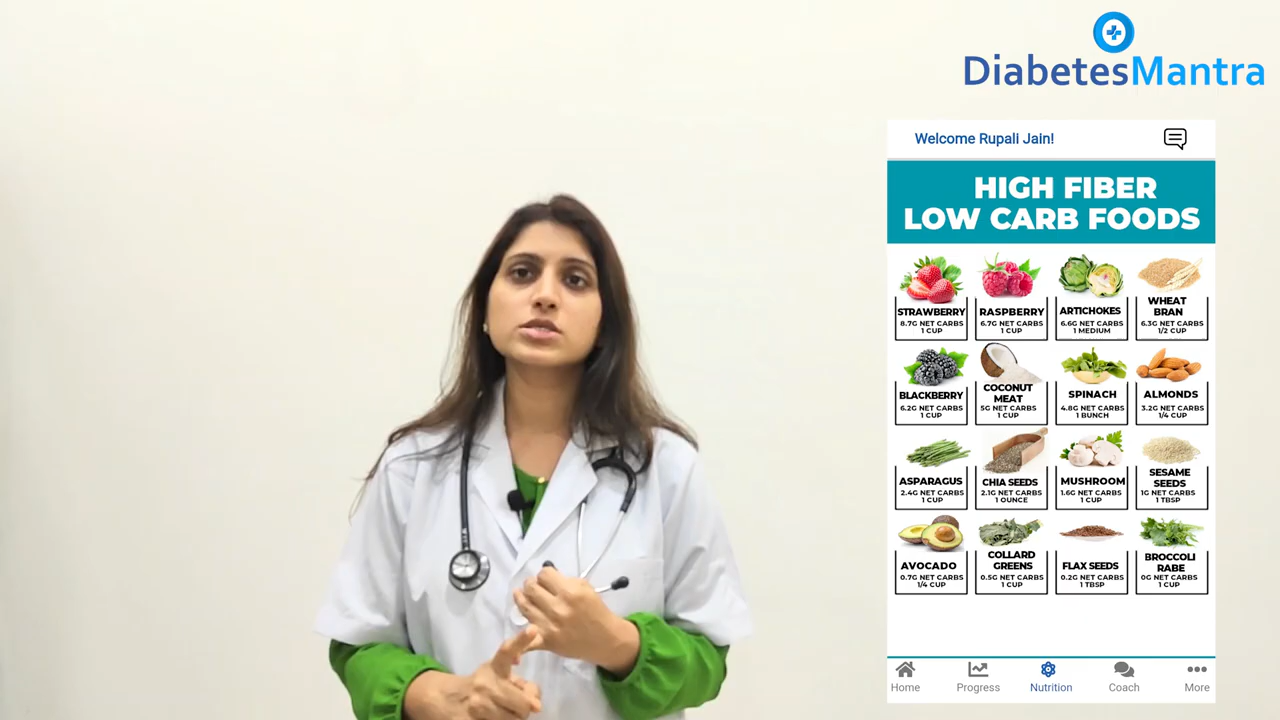 DiabetesMantra
Welcome Rupali Jain!
HIGH FIBER
LOW CARB FOODS
STRAWBERRY
8.7G NET CARBS
1 CUP
RASPBERRY
6.7G NET CARBS
1 CUP
ARTICHOKES
6.6G NET CARBS
1 MEDIUM
WHEAT
BRAN
6.3G NET CARBS
1/2 CUP
BLACKBERRY
6.2G NET CARBS
1 CUP
COCONUT
MEAT
5G NET CARBS
1 CUP
SPINACH
4.8G NET CARBS
1 BUNCH
ALMONDS
3.2G NET CARBS
1/4 CUP
ASPARAGUS
2.4G NET CARBS
1 CUP
CHIA SEEDS
2.1G NET CARBS
1 OUNCE
MUSHROOM
1.6G NET CARBS
1 CUP
SESAME
SEEDS
1G NET CARBS
1 TBSP
AVOCADO
0.7G NET CARBS
1/4 CUP
COLLARD
GREENS
0.5G NET CARBS
1 CUP
FLAX SEEDS
0.2G NET CARBS
1 TBSP
BROCCOLI
RABE
0G NET CARBS
1 CUP
Home
Progress
Nutrition
Coach
More